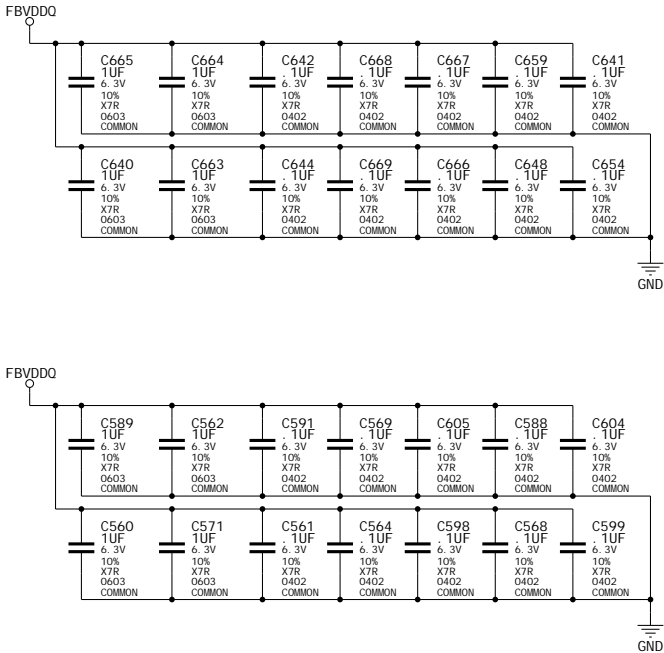 FBVDDQ
C665 C664 C642 C668 C667 C659 C641
1UF 1UF .1UF .1UF .1UF .1UF .1UF
6.3V 6.3V 6.3V 6.3V 6.3V 6.3V 6.3V
10% 10% 10% 10% 10% 10% 10%
X7R X7R X7R X7R X7R X7R X7R
0603 0603 0402 0402 0402 0402 0402
COMMON COMMON COMMON COMMON COMMON COMMON COMMON
C640 C663 C644 C669 C666 C648 C654
1UF 1UF .1UF .1UF .1UF .1UF .1UF
6.3V 6.3V 6.3V 6.3V 6.3V 6.3V 6.3V
10% 10% 10% 10% 10% 10% 10%
X7R X7R X7R X7R X7R X7R X7R
0603 0603 0402 0402 0402 0402 0402
COMMON COMMON COMMON COMMON COMMON COMMON COMMON
GND
FBVDDQ
C589 C562 C591 C569 C605 C588 C604
1UF 1UF .1UF .1UF .1UF .1UF .1UF
6.3V 6.3V 6.3V 6.3V 6.3V 6.3V 6.3V
10% 10% 10% 10% 10% 10% 10%
X7R X7R X7R X7R X7R X7R X7R
0603 0603 0402 0402 0402 0402 0402
COMMON COMMON COMMON COMMON COMMON COMMON COMMON
C560 C571 C561 C564 C598 C568 C599
1UF 1UF .1UF .1UF .1UF .1UF .1UF
6.3V 6.3V 6.3V 6.3V 6.3V 6.3V 6.3V
10% 10% 10% 10% 10% 10% 10%
X7R X7R X7R X7R X7R X7R X7R
0603 0603 0402 0402 0402 0402 0402
COMMON COMMON COMMON COMMON COMMON COMMON COMMON
GND